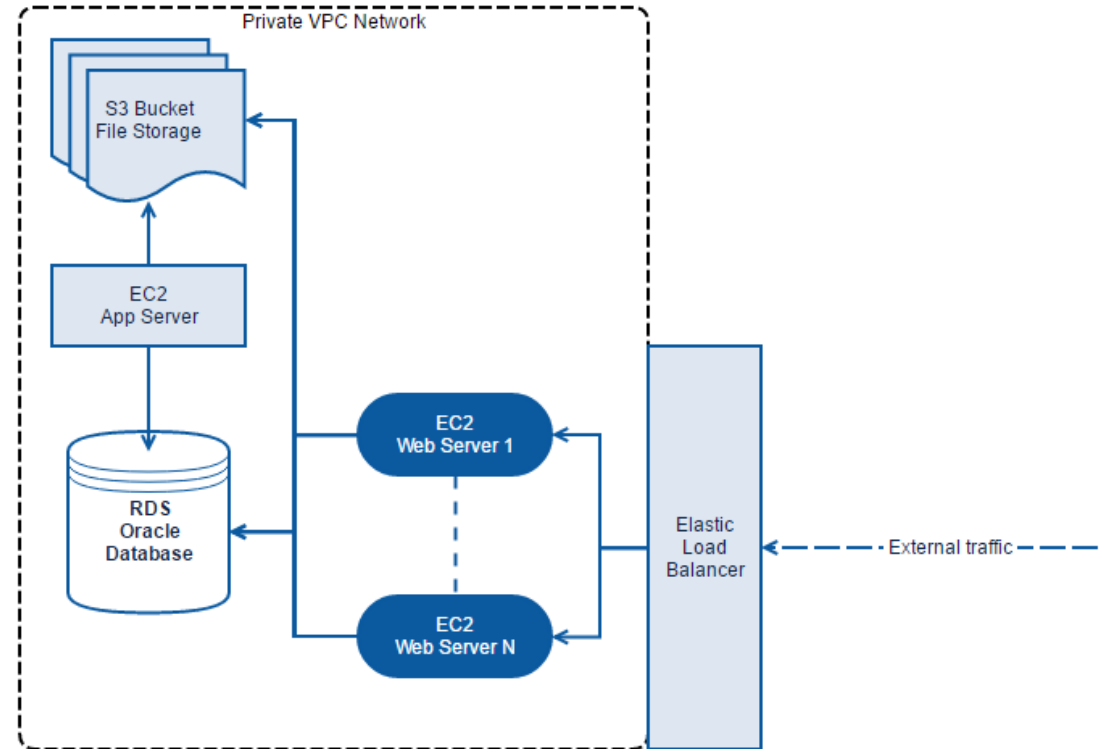 Private VPC Network
S3 Bucket
File Storage
EC2
App Server
RDS
Oracle
Database
EC2
Web Server 1
EC2
Web Server N
Elastic
Load
Balancer
External traffic